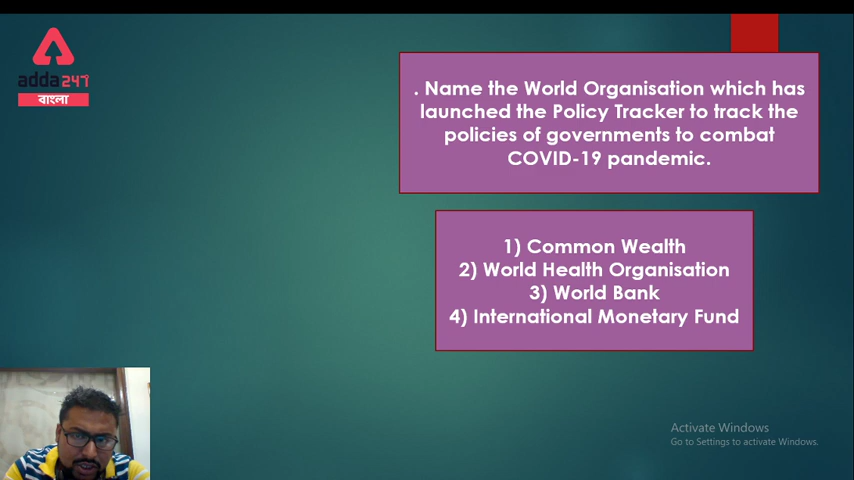 adda247
বাংলা
. Name the World Organisation which has
launched the Policy Tracker to track the
policies of governments to combat
COVID-19 pandemic.
1) Common Wealth
2) World Health Organisation
3) World Bank
4) International Monetary Fund
Activate Windows
Go to Settings to activate Windows.